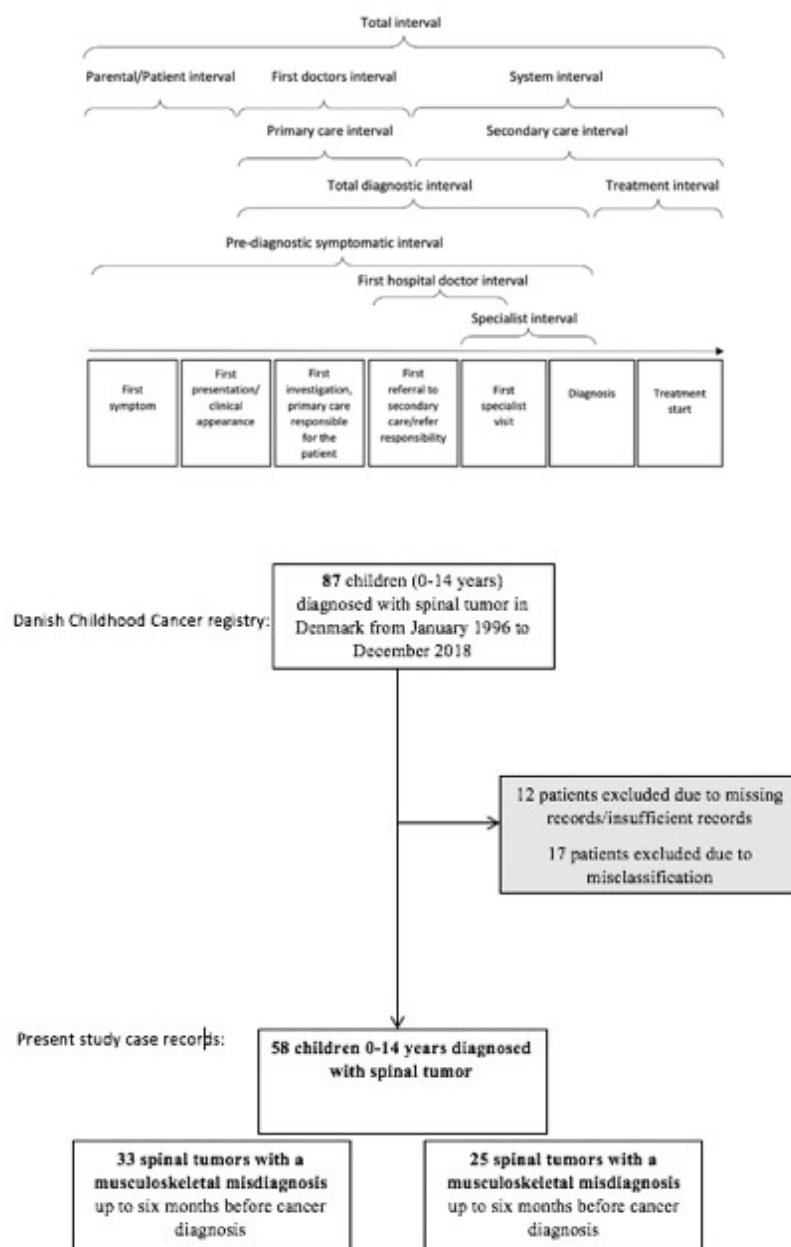 Total interval
Parental/Patient interval
First doctors interval
System interval
Primary care interval
Secondary care interval
Total diagnostic interval
Treatment interval
Pre-diagnostic symptomatic interval
First hospital doctor interval
Specialist interval
First
symptom
First
presentation/
clinical
appearance
First
investigation,
primary care
responsible
for the
patient
First
referral to
secondary
care/refer
responsibility
First
specialist
visit
Diagnosis
Treatment
start
Danish Childhood Cancer registry:
87 children (0-14 years)
diagnosed with spinal tumor in
Denmark from January 1996 to
December 2018
12 patients excluded due to missing
records/insufficient records
17 patients excluded due to
misclassification
Present study case records:
58 children 0-14 years diagnosed
with spinal tumor
33 spinal tumors with a
musculoskeletal misdiagnosis
up to six months before cancer
diagnosis
25 spinal tumors with a
musculoskeletal misdiagnosis
up to six months before cancer
diagnosis